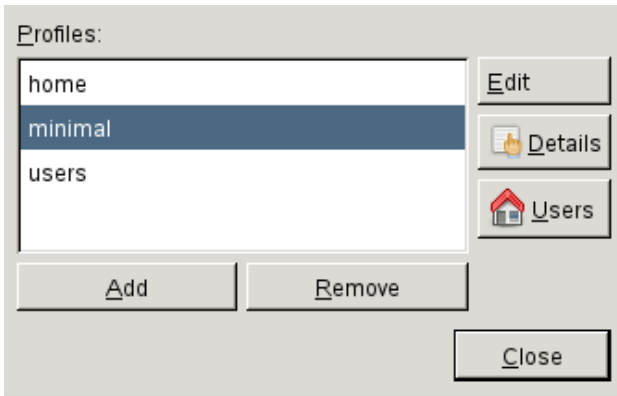 Profiles:
home
Edit
minimal
Details
users
Users
Add
Remove
Close